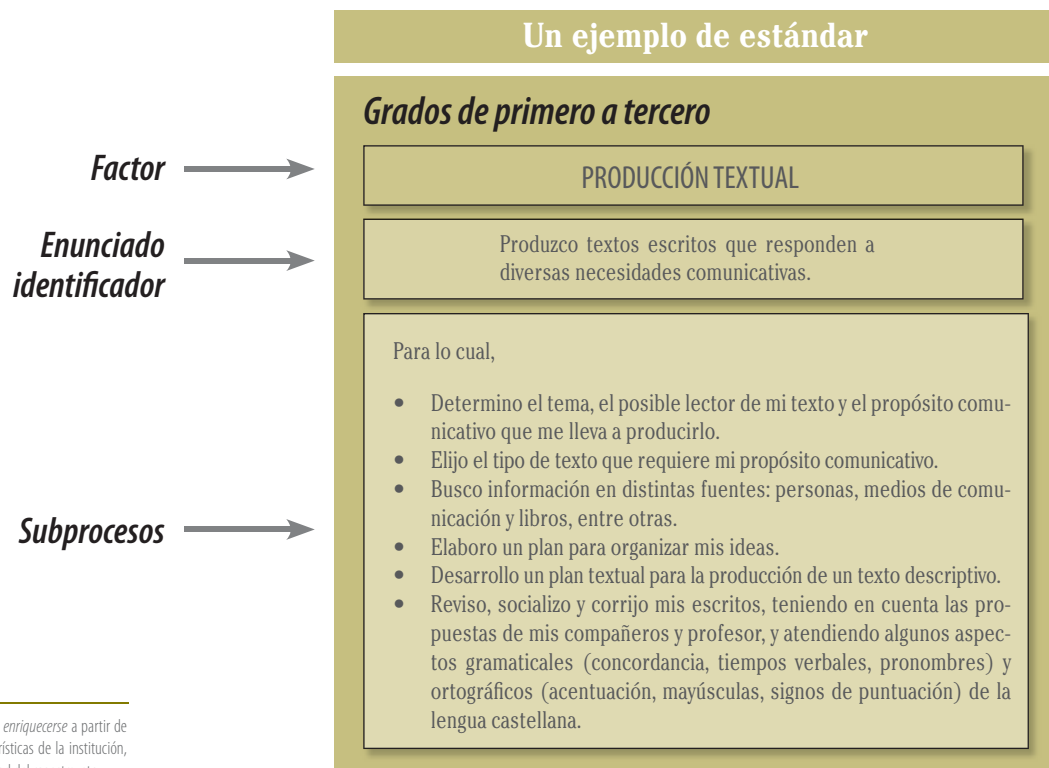 Un ejemplo de estándar
Grados de primero a tercero
Factor
PRODUCCIÓN TEXTUAL
Enunciado
identificador
Produzco textos escritos que responden a
diversas necesidades comunicativas.
Subprocesos
Para lo cual,
• Determino el tema, el posible lector de mi texto y el propósito comu-
nicativo que me lleva a producirlo.
• Elijo el tipo de texto que requiere mi propósito comunicativo.
• Busco información en distintas fuentes: personas, medios de comu-
nicación y libros, entre otras.
• Elaboro un plan para organizar mis ideas.
• Desarrollo un plan textual para la producción de un texto descriptivo.
• Reviso, socializo y corrijo mis escritos, teniendo en cuenta las pro-
puestas de mis compañeros y profesor, y atendiendo algunos aspec-
tos gramaticales (concordancia, tiempos verbales, pronombres) y
ortográficos (acentuación, mayúsculas, signos de puntuación) de la
lengua castellana.
enriquecerse a partir de
rísticas de la institución,